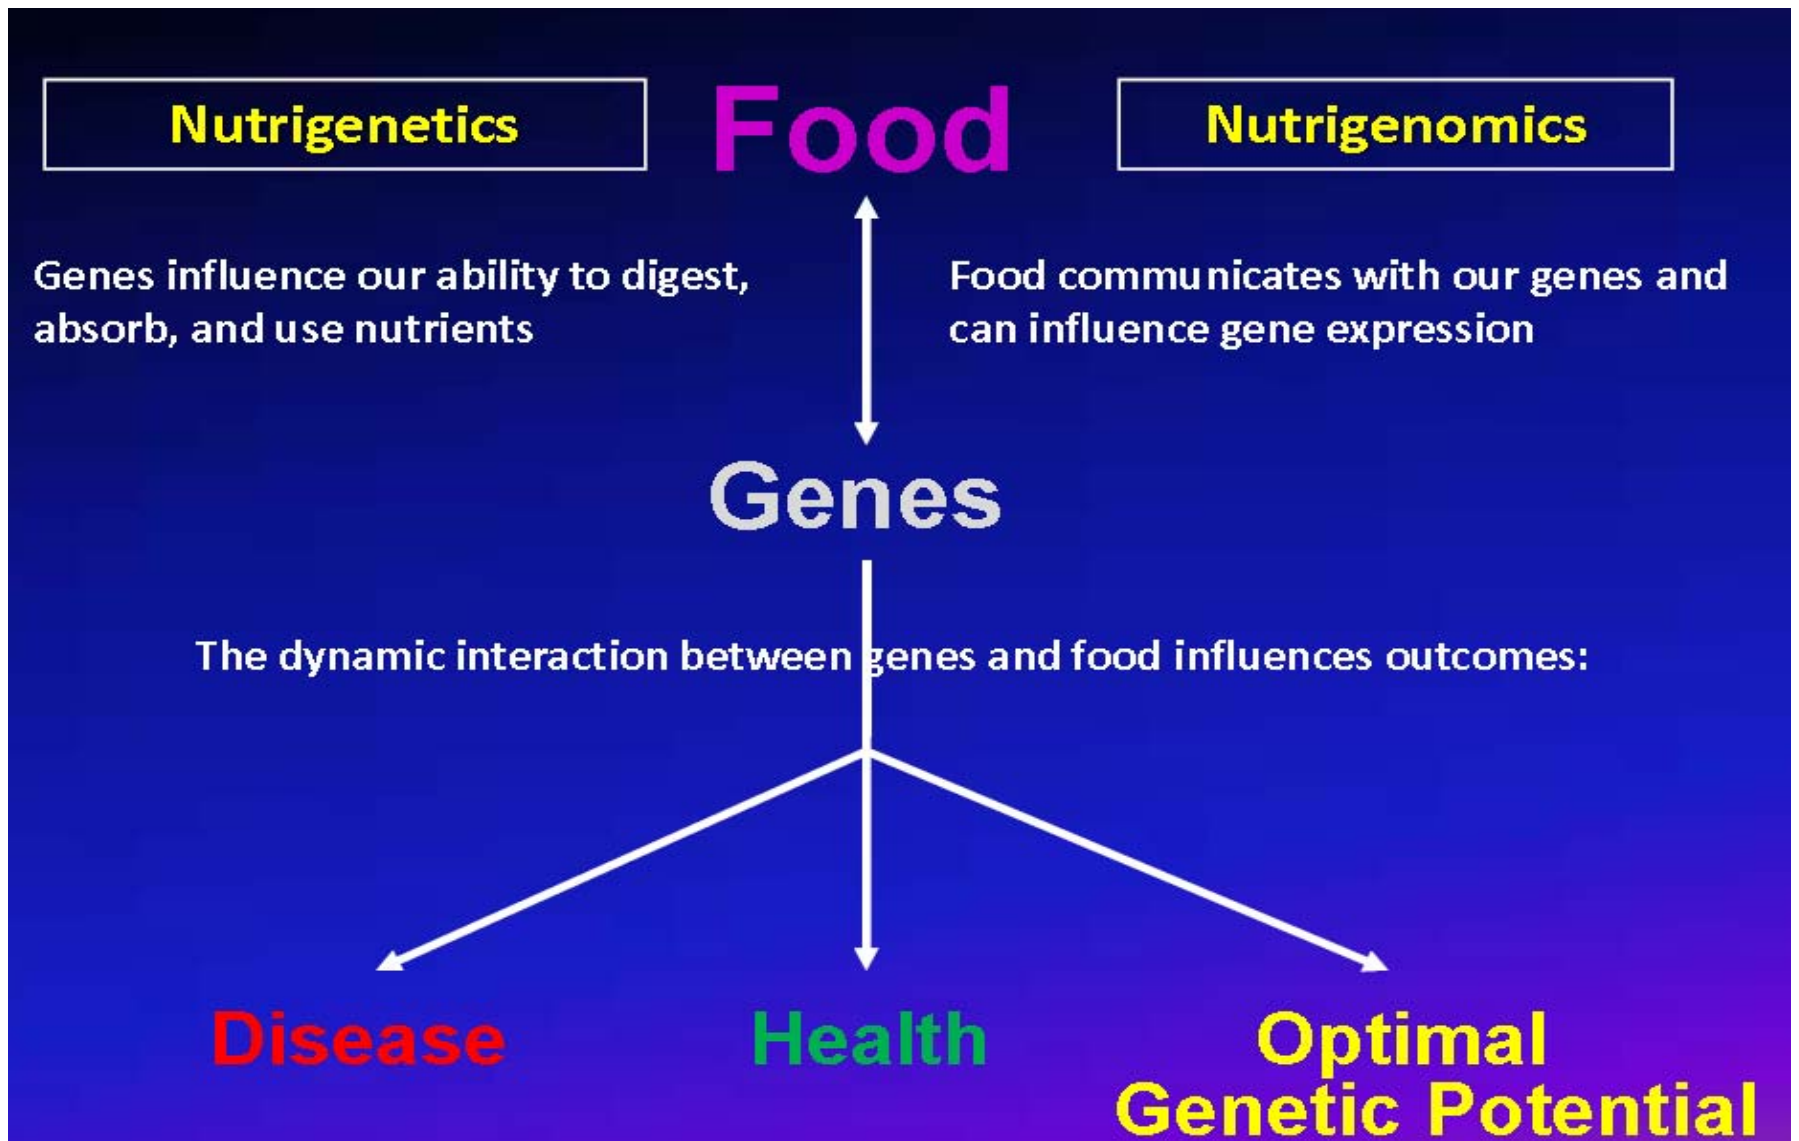 Nutrigenetics
Food
Nutrigenomics
Genes influence our ability to digest,
absorb, and use nutrients
Food communicates with our genes and
can influence gene expression
Genes
The dynamic interaction between genes and food influences outcomes:
Disease
Health
Optimal
Genetic Potential